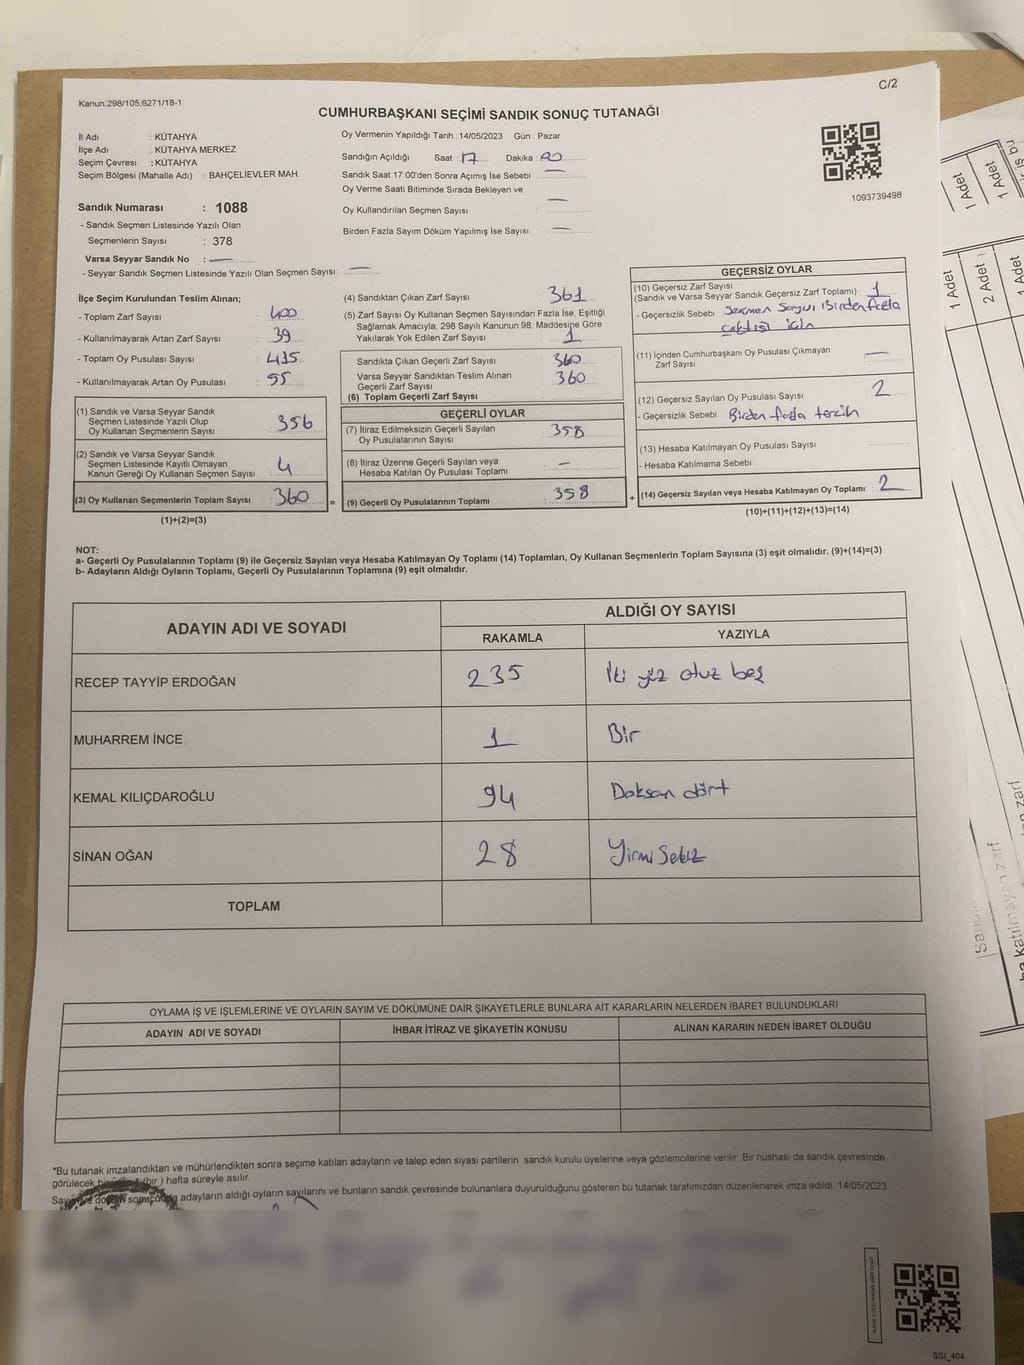 C/2
Kanun,298/105,6271/18-1
CUMHURBAŞKANI SEÇİMİ SANDIK SONUÇ TUTANAĞI
İl Adı : KÜTAHYA
İlçe Adı : KÜTAHYA MERKEZ
Seçim Çevresi : KÜTAHYA
Seçim Bölgesi (Mahalle Adı) : BAHÇELİEVLER MAH.
Sandık Numarası : 1088
- Sandık Seçmen Listesinde Yazılı Olan
Seçmenlerin Sayısı : 378
Varsa Seyyar Sandık No : —
- Seyyar Sandık Seçmen Listesinde Yazılı Olan Seçmen Sayısı: —
Oy Vermenin Yapıldığı Tarih : 14/05/2023 Gün : Pazar
Sandığın Açıldığı Saat : 17 Dakika :
Sandık Saat 17:00'den Sonra Açımış İse Sebebi : —
Oy Verme Saati Bitiminde Sırada Bekleyen ve
Oy Kullandırılan Seçmen Sayısı : —
Birden Fazla Sayım Döküm Yapılmış İse Sayısı : —
1093739498
İlçe Seçim Kurulundan Teslim Alınan;
- Toplam Zarf Sayısı : 400
- Kullanılmayarak Artan Zarf Sayısı : 39
- Toplam Oy Pusulası Sayısı : 415
- Kullanılmayarak Artan Oy Pusulası : 55
(1) Sandık ve Varsa Seyyar Sandık
Seçmen Listesinde Yazılı Olup
Oy Kullanan Seçmenlerin Sayısı : 356
(2) Sandık ve Varsa Seyyar Sandık
Seçmen Listesinde Kayıtlı Olmayan
Kanun Gereği Oy Kullanan Seçmen Sayısı : 4
(3) Oy Kullanan Seçmenlerin Toplam Sayısı : 360 =
(1)+(2)=(3)
(4) Sandıktan Çıkan Zarf Sayısı : 361
(5) Zarf Sayısı Oy Kullanan Seçmen Sayısından Fazla İse, Eşitliği
Sağlamak Amacıyla; 298 Sayılı Kanunun 98. Maddesine Göre
Yakılarak Yok Edilen Zarf Sayısı : 1
Sandıkta Çıkan Geçerli Zarf Sayısı : 360
Varsa Seyyar Sandıktan Teslim Alınan
Geçerli Zarf Sayısı : 360
(6) Toplam Geçerli Zarf Sayısı :
GEÇERLİ OYLAR
(7) İtiraz Edilmeksizin Geçerli Sayılan
Oy Pusulalarının Sayısı : 358
(8) İtiraz Üzerine Geçerli Sayılan veya
Hesaba Katılan Oy Pusulası Toplamı : —
(9) Geçerli Oy Pusulalarının Toplamı : 358 +
GEÇERSİZ OYLAR
(10) Geçersiz Zarf Sayısı
(Sandık ve Varsa Seyyar Sandık Geçersiz Zarf Toplamı) : 1
- Geçersizlik Sebebi : Seçmen Sayısı Birden fazla
çıktığı için
(11) İçinden Cumhurbaşkanı Oy Pusulası Çıkmayan
Zarf Sayısı : —
(12) Geçersiz Sayılan Oy Pusulası Sayısı : 2
- Geçersizlik Sebebi : Birden fazla tercih
(13) Hesaba Katılmayan Oy Pusulası Sayısı :
- Hesaba Katılmama Sebebi :
(14) Geçersiz Sayılan veya Hesaba Katılmayan Oy Toplamı : 2
(10)+(11)+(12)+(13)=(14)
NOT:
a- Geçerli Oy Pusulalarının Toplamı (9) ile Geçersiz Sayılan veya Hesaba Katılmayan Oy Toplamı (14) Toplamları, Oy Kullanan Seçmenlerin Toplam Sayısına (3) eşit olmalıdır. (9)+(14)=(3)
b- Adayların Aldığı Oyların Toplamı, Geçerli Oy Pusulalarının Toplamına (9) eşit olmalıdır.
ADAYIN ADI VE SOYADI
ALDIĞI OY SAYISI
RAKAMLA YAZIYLA
RECEP TAYYİP ERDOĞAN 235 İki yüz otuz beş
MUHARREM İNCE 1 Bir
KEMAL KILIÇDAROĞLU 94 Doksan dört
SİNAN OĞAN 28 Yirmi Sekiz
TOPLAM
OYLAMA İŞ VE İŞLEMLERİNE VE OYLARIN SAYIM VE DÖKÜMÜNE DAİR ŞİKAYETLERLE BUNLARA AİT KARARLARIN NELERDEN İBARET BULUNDUKLARI
ADAYIN ADI VE SOYADI İHBAR İTİRAZ VE ŞİKAYETİN KONUSU ALINAN KARARIN NEDEN İBARET OLDUĞU
*Bu tutanak imzalandıktan ve mühürlendikten sonra seçime katılan adayların ve talep eden siyasi partilerin sandık kurulu üyelerine veya gözlemcilerine verilir. Bir nüshası da sandık çevresinde
görülecek (bir) hafta süreyle asılır.
adayların aldığı oyların sayılarını ve bunların sandık çevresinde bulunanlara duyurulduğunu gösteren bu tutanak tarafımızdan düzenlenerek imza edildi. 14/05/2023
SSI_404
1 Adet
1 Adet
1 Adet
2 Adet
1 Adet